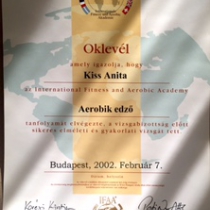 Oklevél
amely igazolja, hogy
Kiss Anita
az International Fitness and Aerobic Academy
Aerobik edző
tanfolyamát elvégezte, a vizsgabizottság előtt
sikeres elméleti és gyakorlati vizsgát tett
Budapest, 2002. Február 7.
IFAA